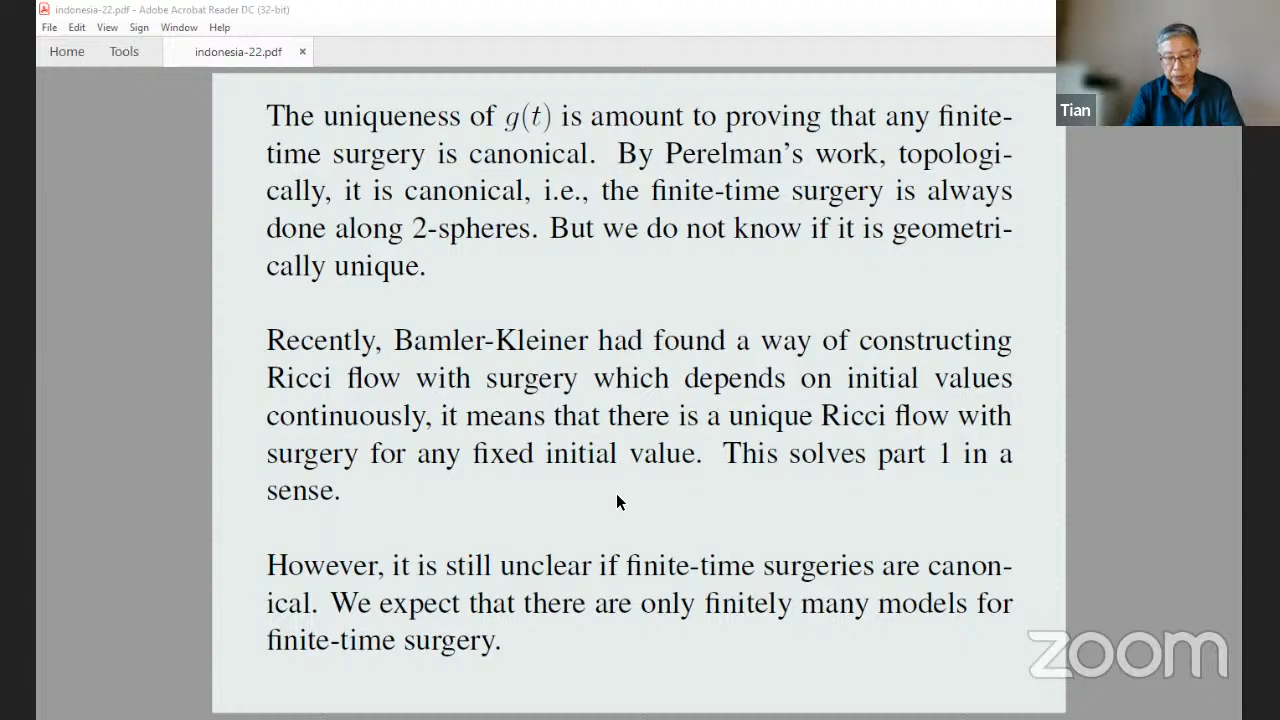 indonesia-22.pdf - Adobe Acrobat Reader DC (32-bit)
File Edit View Sign Window Help
Home Tools indonesia-22.pdf ×
Tian
The uniqueness of g(t) is amount to proving that any finite-
time surgery is canonical. By Perelman's work, topologi-
cally, it is canonical, i.e., the finite-time surgery is always
done along 2-spheres. But we do not know if it is geometri-
cally unique.
Recently, Bamler-Kleiner had found a way of constructing
Ricci flow with surgery which depends on initial values
continuously, it means that there is a unique Ricci flow with
surgery for any fixed initial value. This solves part 1 in a
sense.
However, it is still unclear if finite-time surgeries are canon-
ical. We expect that there are only finitely many models for
finite-time surgery.
zoom